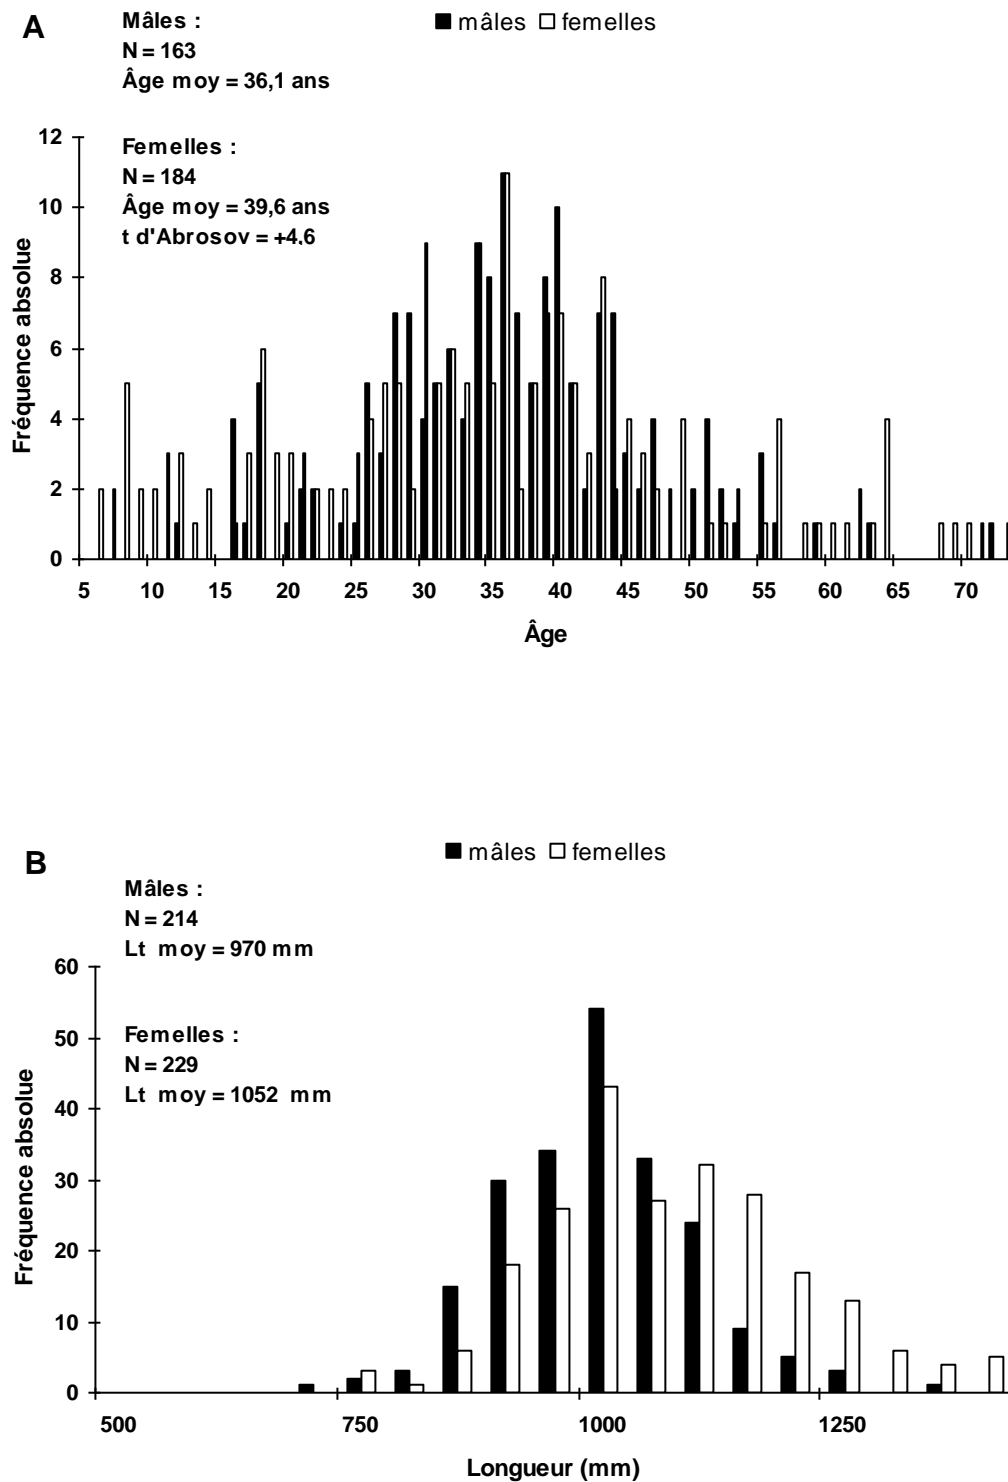 A
Mâles :
N = 163
Âge moy = 36,1 ans
mâles femelles
Femelles :
N = 184
Âge moy = 39,6 ans
t d'Abrosov = +4,6
Fréquence absolue
12
10
8
6
4
2
0
5 10 15 20 25 30 35 40 45 50 55 60 65 70
Âge
B
mâles femelles
Mâles :
N = 214
Lt moy = 970 mm
Femelles :
N = 229
Lt moy = 1052 mm
Fréquence absolue
60
50
40
30
20
10
0
500 750 1000 1250
Longueur (mm)